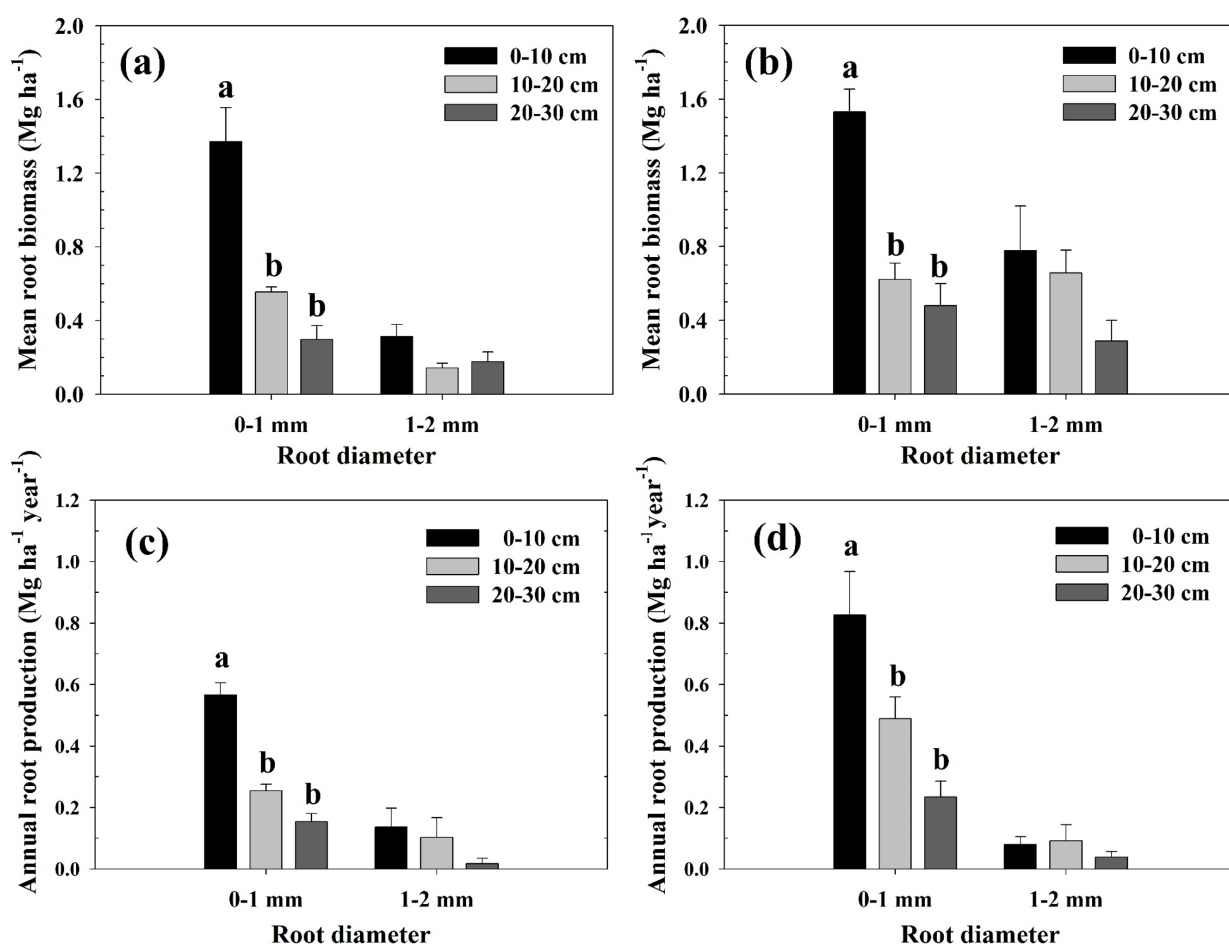 (a)
0-10 cm
10-20 cm
20-30 cm
Mean root biomass (Mg ha⁻¹)
2.0
1.6
1.2
0.8
0.4
0.0
a
b
b
0-1 mm
1-2 mm
Root diameter
(b)
0-10 cm
10-20 cm
20-30 cm
Mean root biomass (Mg ha⁻¹)
2.0
1.6
1.2
0.8
0.4
0.0
a
b
b
0-1 mm
1-2 mm
Root diameter
(c)
0-10 cm
10-20 cm
20-30 cm
Annual root production (Mg ha⁻¹ year⁻¹)
1.2
1.0
0.8
0.6
0.4
0.2
0.0
a
b
b
0-1 mm
1-2 mm
Root diameter
(d)
0-10 cm
10-20 cm
20-30 cm
Annual root production (Mg ha⁻¹ year⁻¹)
1.2
1.0
0.8
0.6
0.4
0.2
0.0
a
b
b
0-1 mm
1-2 mm
Root diameter